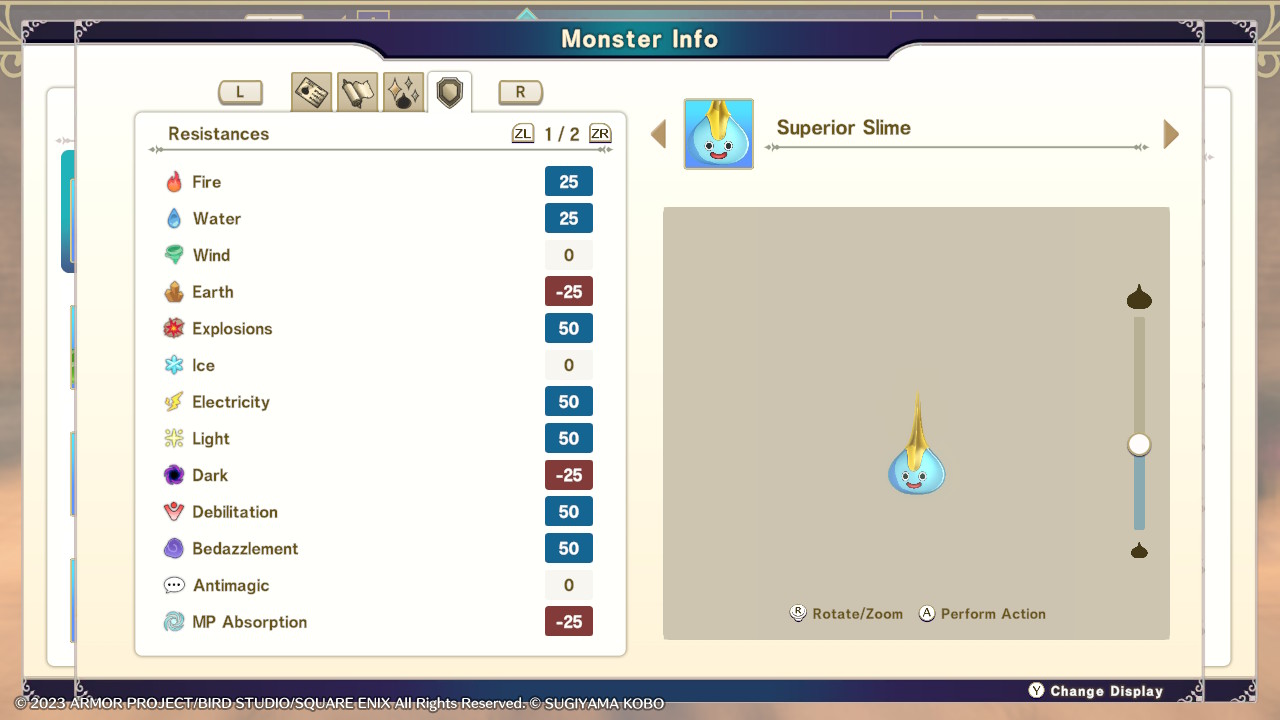 Monster Info
L
R
Resistances
ZL 1 / 2 ZR
Fire 25
Water 25
Wind 0
Earth -25
Explosions 50
Ice 0
Electricity 50
Light 50
Dark -25
Debilitation 50
Bedazzlement 50
Antimagic 0
MP Absorption -25
Superior Slime
R Rotate/Zoom A Perform Action
Y Change Display
© 2023 ARMOR PROJECT/BIRD STUDIO/SQUARE ENIX All Rights Reserved. © SUGIYAMA KOBO